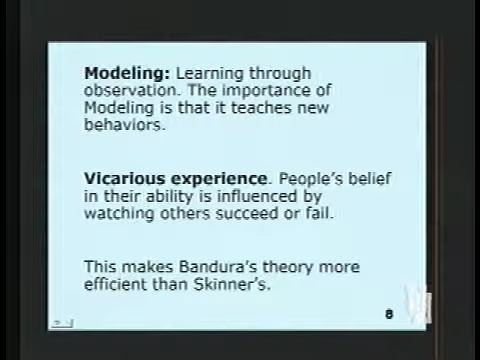 Modeling: Learning through
observation. The importance of
Modeling is that it teaches new
behaviors.
Vicarious experience. People's belief
in their ability is influenced by
watching others succeed or fail.
This makes Bandura's theory more
efficient than Skinner's.
8